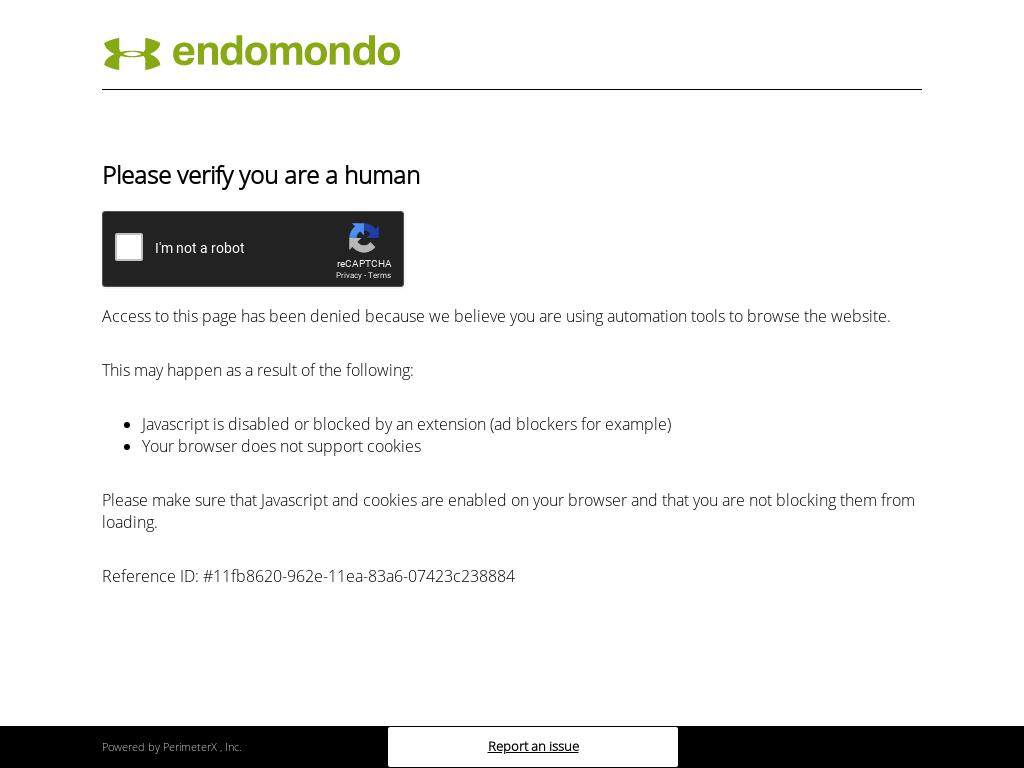 endomondo
Please verify you are a human
I'm not a robot
reCAPTCHA
Privacy - Terms
Access to this page has been denied because we believe you are using automation tools to browse the website.
This may happen as a result of the following:
Javascript is disabled or blocked by an extension (ad blockers for example)
Your browser does not support cookies
Please make sure that Javascript and cookies are enabled on your browser and that you are not blocking them from
loading.
Reference ID: #11fb8620-962e-11ea-83a6-07423c238884
Powered by PerimeterX , Inc.
Report an issue